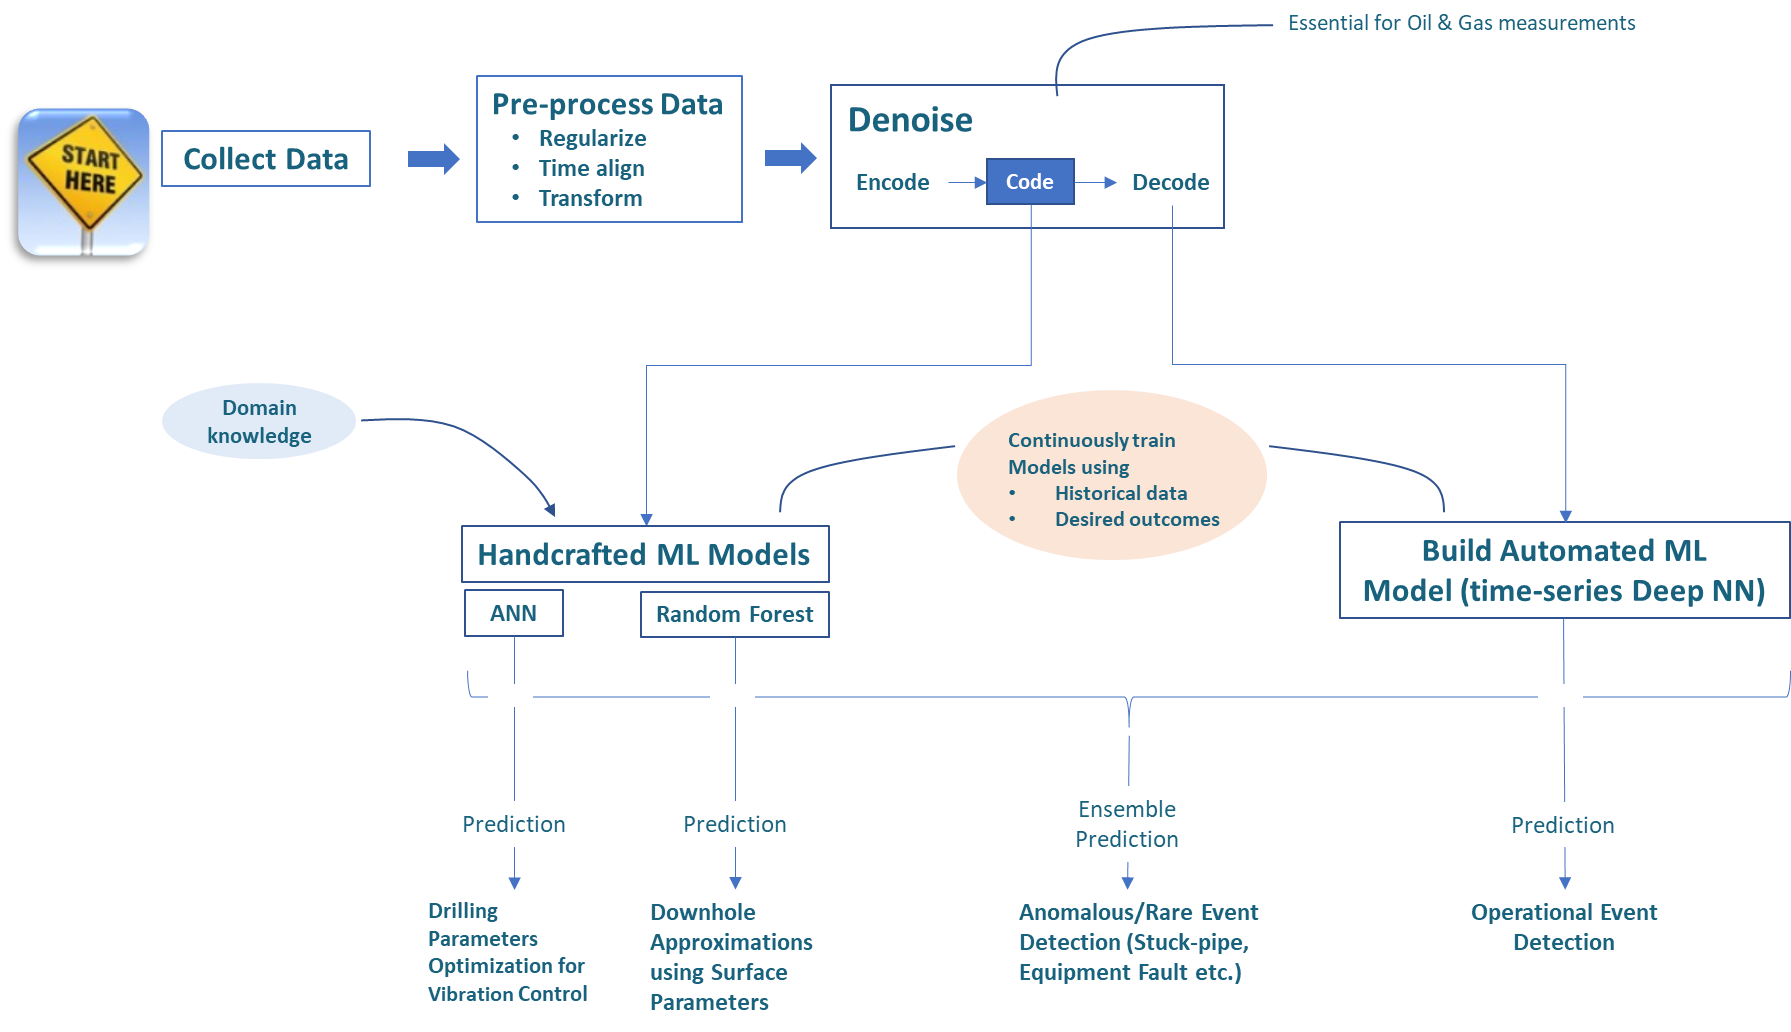 Essential for Oil & Gas measurements
START
HERE
Collect Data
Pre-process Data
• Regularize
• Time align
• Transform
Denoise
Encode
Code
Decode
Domain
knowledge
Continuously train
Models using
• Historical data
• Desired outcomes
Handcrafted ML Models
ANN
Random Forest
Build Automated ML
Model (time-series Deep NN)
Prediction
Prediction
Ensemble
Prediction
Prediction
Drilling
Parameters
Optimization for
Vibration Control
Downhole
Approximations
using Surface
Parameters
Anomalous/Rare Event
Detection (Stuck-pipe,
Equipment Fault etc.)
Operational Event
Detection